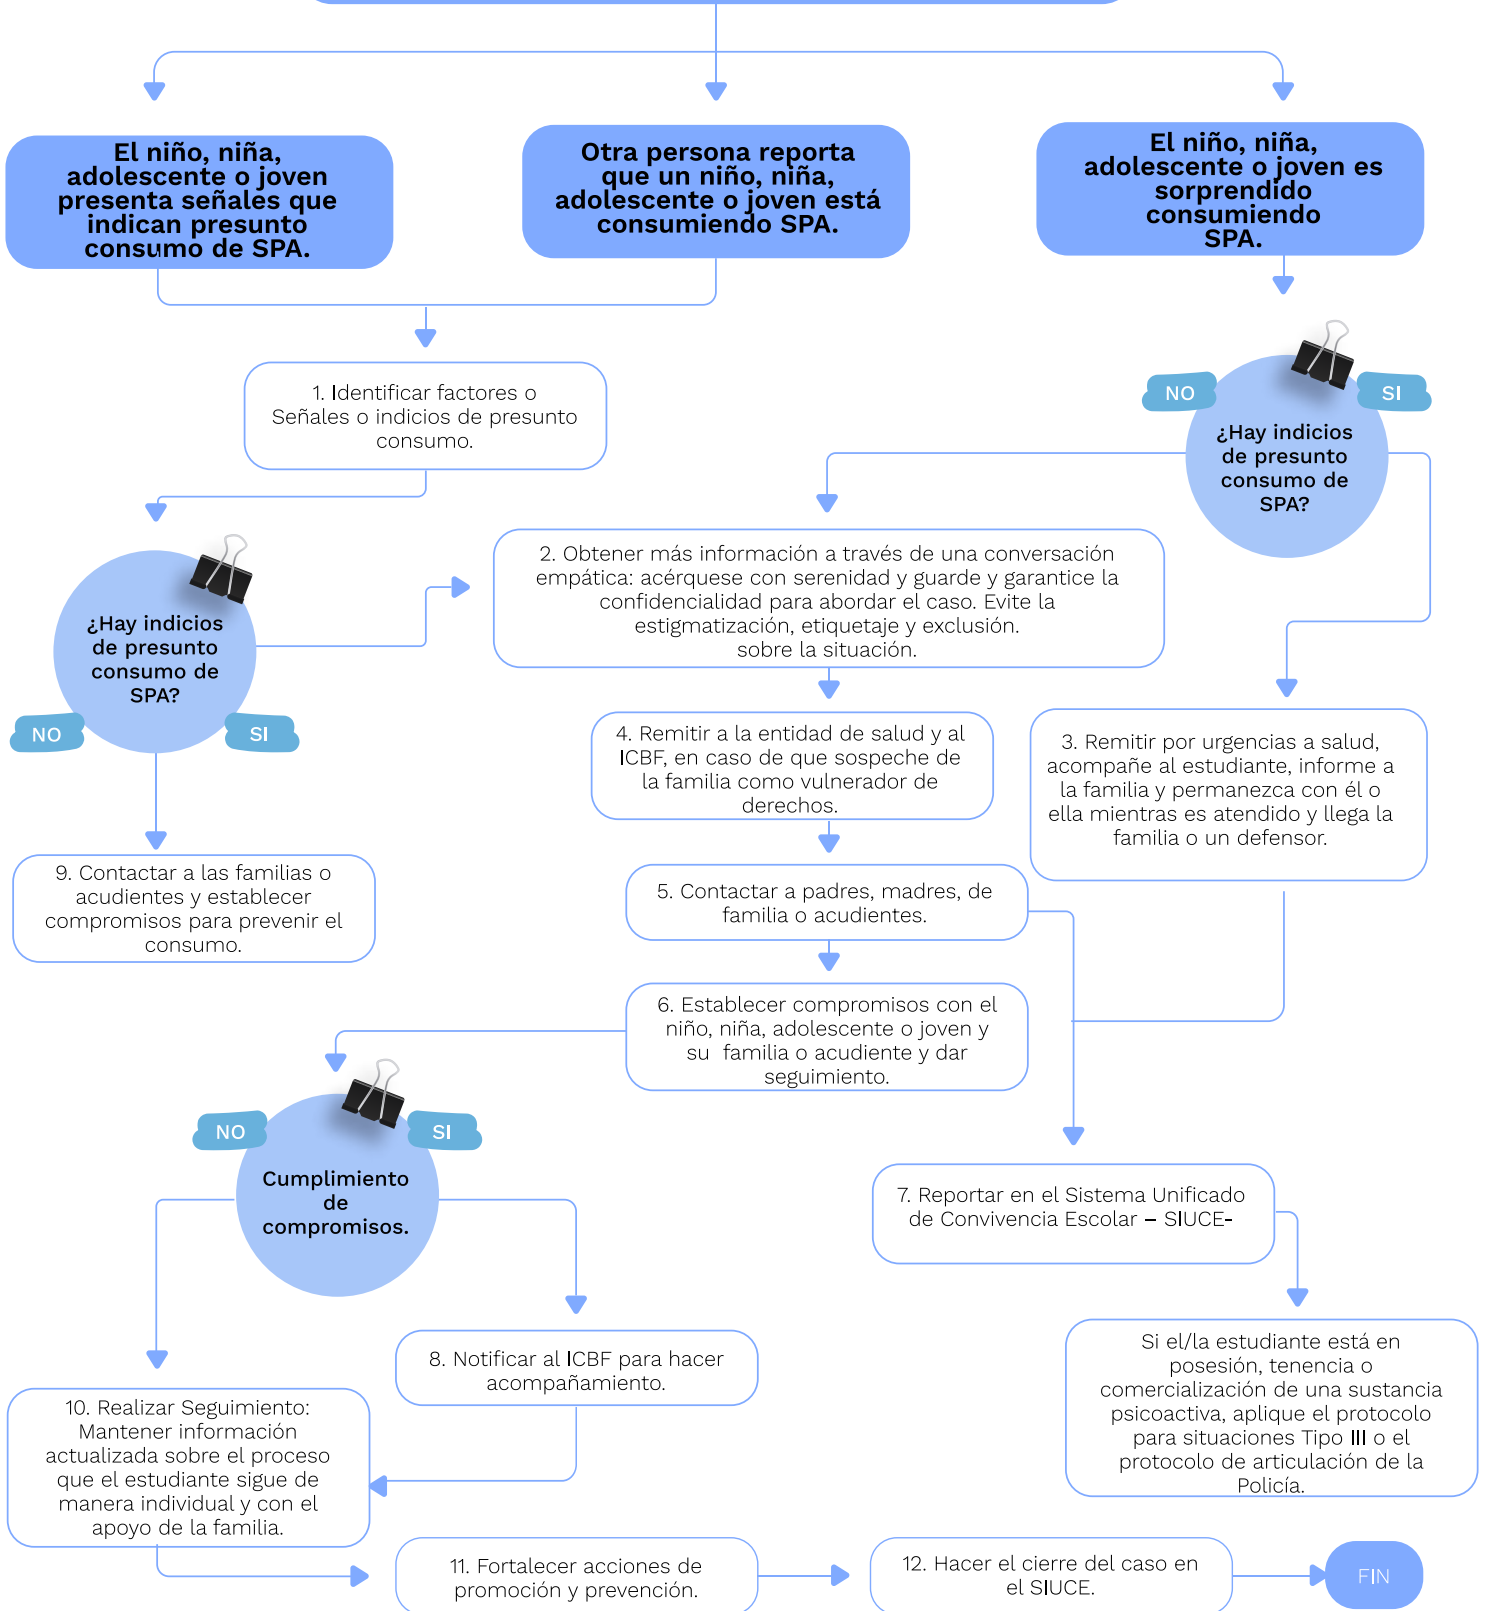 El niño, niña,
adolescente o joven
presenta señales que
indican presunto
consumo de SPA.
Otra persona reporta
que un niño, niña,
adolescente o joven está
consumiendo SPA.
El niño, niña,
adolescente o joven es
sorprendido
consumiendo
SPA.
1. Identificar factores o
Señales o indicios de presunto
consumo.
NO
SI
¿Hay indicios
de presunto
consumo de
SPA?
2. Obtener más información a través de una conversación
empática: acérquese con serenidad y guarde y garantice la
confidencialidad para abordar el caso. Evite la
estigmatización, etiquetaje y exclusión.
sobre la situación.
¿Hay indicios
de presunto
consumo de
SPA?
NO
SI
4. Remitir a la entidad de salud y al
ICBF, en caso de que sospeche de
la familia como vulnerador de
derechos.
3. Remitir por urgencias a salud,
acompañe al estudiante, informe a
la familia y permanezca con él o
ella mientras es atendido y llega la
familia o un defensor.
9. Contactar a las familias o
acudientes y establecer
compromisos para prevenir el
consumo.
5. Contactar a padres, madres, de
familia o acudientes.
6. Establecer compromisos con el
niño, niña, adolescente o joven y
su familia o acudiente y dar
seguimiento.
NO
SI
Cumplimiento
de
compromisos.
7. Reportar en el Sistema Unificado
de Convivencia Escolar – SIUCE-
8. Notificar al ICBF para hacer
acompañamiento.
Si el/la estudiante está en
posesión, tenencia o
comercialización de una sustancia
psicoactiva, aplique el protocolo
para situaciones Tipo III o el
protocolo de articulación de la
Policía.
10. Realizar Seguimiento:
Mantener información
actualizada sobre el proceso
que el estudiante sigue de
manera individual y con el
apoyo de la familia.
11. Fortalecer acciones de
promoción y prevención.
12. Hacer el cierre del caso en
el SIUCE.
FIN